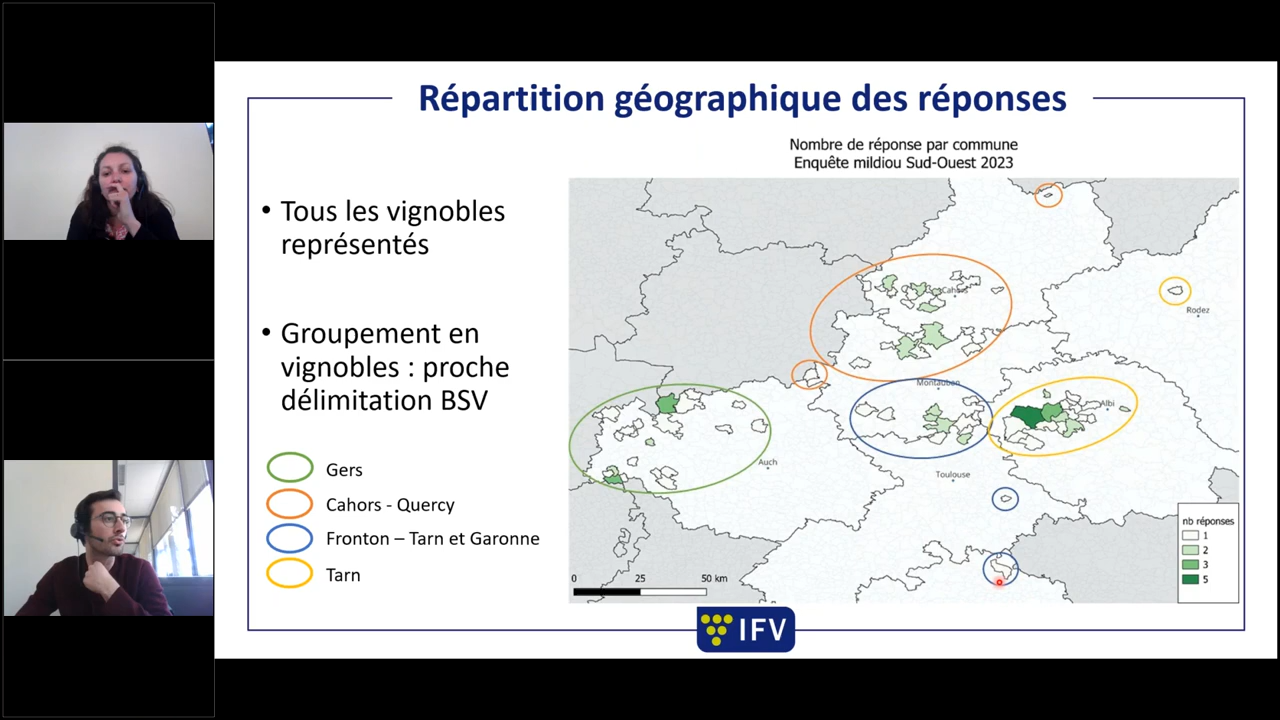 Répartition géographique des réponses
Nombre de réponse par commune
Enquête mildiou Sud-Ouest 2023
• Tous les vignobles
représentés
• Groupement en
vignobles : proche
délimitation BSV
Gers
Cahors - Quercy
Fronton – Tarn et Garonne
Tarn
Cahors
Rodez
Montauban
Albi
Auch
Toulouse
nb réponses
1
2
3
5
0 25 50 km
IFV